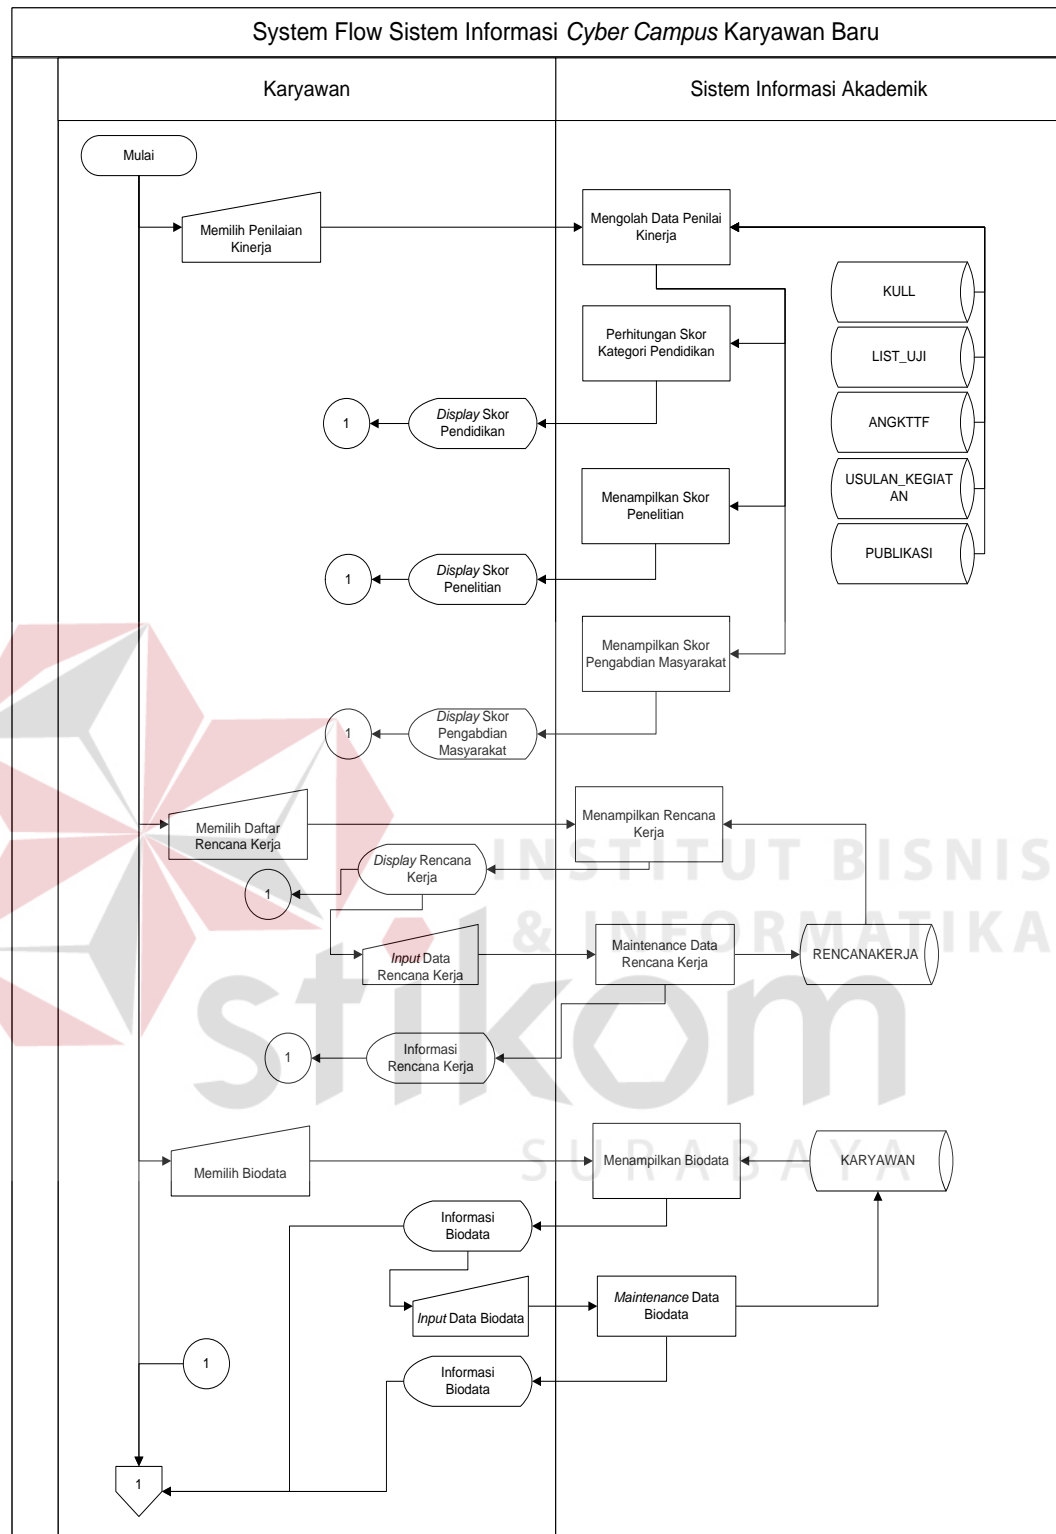 System Flow Sistem Informasi Cyber Campus Karyawan Baru
Karyawan
Sistem Informasi Akademik
Mulai
Memilih Penilaian
Kinerja
Mengolah Data Penilai
Kinerja
KULL
Perhitungan Skor
Kategori Pendidikan
LIST_UJI
1
Display Skor
Pendidikan
ANGKTTF
Menampilkan Skor
Penelitian
USULAN_KEGIAT
AN
PUBLIKASI
1
Display Skor
Penelitian
Menampilkan Skor
Pengabdian Masyarakat
1
Display Skor
Pengabdian
Masyarakat
Memilih Daftar
Rencana Kerja
Menampilkan Rencana
Kerja
1
Display Rencana
Kerja
INSTITUT BISNIS
& INFORMATIKA
Input Data
Rencana Kerja
Maintenance Data
Rencana Kerja
RENCANAKERJA
stikom
1
Informasi
Rencana Kerja
SURABAYA
Memilih Biodata
Menampilkan Biodata
KARYAWAN
Informasi
Biodata
Input Data Biodata
Maintenance Data
Biodata
1
Informasi
Biodata
1